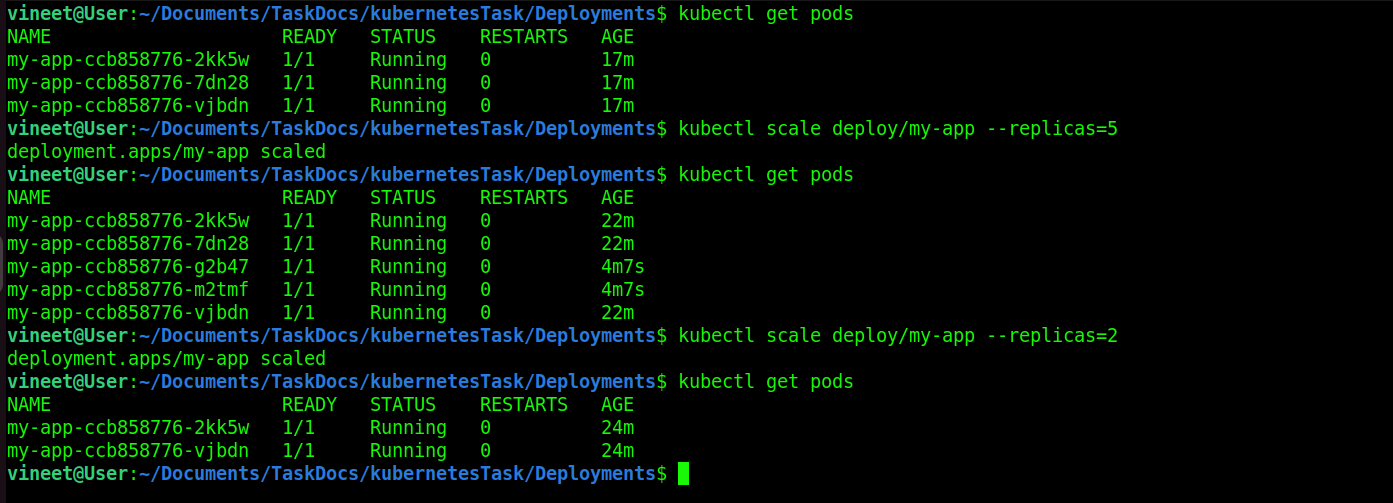 vineet@User:~/Documents/TaskDocs/kubernetesTask/Deployments$ kubectl get pods
NAME                     READY   STATUS    RESTARTS   AGE
my-app-ccb858776-2kk5w   1/1     Running   0          17m
my-app-ccb858776-7dn28   1/1     Running   0          17m
my-app-ccb858776-vjbdn   1/1     Running   0          17m
vineet@User:~/Documents/TaskDocs/kubernetesTask/Deployments$ kubectl scale deploy/my-app --replicas=5
deployment.apps/my-app scaled
vineet@User:~/Documents/TaskDocs/kubernetesTask/Deployments$ kubectl get pods
NAME                     READY   STATUS    RESTARTS   AGE
my-app-ccb858776-2kk5w   1/1     Running   0          22m
my-app-ccb858776-7dn28   1/1     Running   0          22m
my-app-ccb858776-g2b47   1/1     Running   0          4m7s
my-app-ccb858776-m2tmf   1/1     Running   0          4m7s
my-app-ccb858776-vjbdn   1/1     Running   0          22m
vineet@User:~/Documents/TaskDocs/kubernetesTask/Deployments$ kubectl scale deploy/my-app --replicas=2
deployment.apps/my-app scaled
vineet@User:~/Documents/TaskDocs/kubernetesTask/Deployments$ kubectl get pods
NAME                     READY   STATUS    RESTARTS   AGE
my-app-ccb858776-2kk5w   1/1     Running   0          24m
my-app-ccb858776-vjbdn   1/1     Running   0          24m
vineet@User:~/Documents/TaskDocs/kubernetesTask/Deployments$